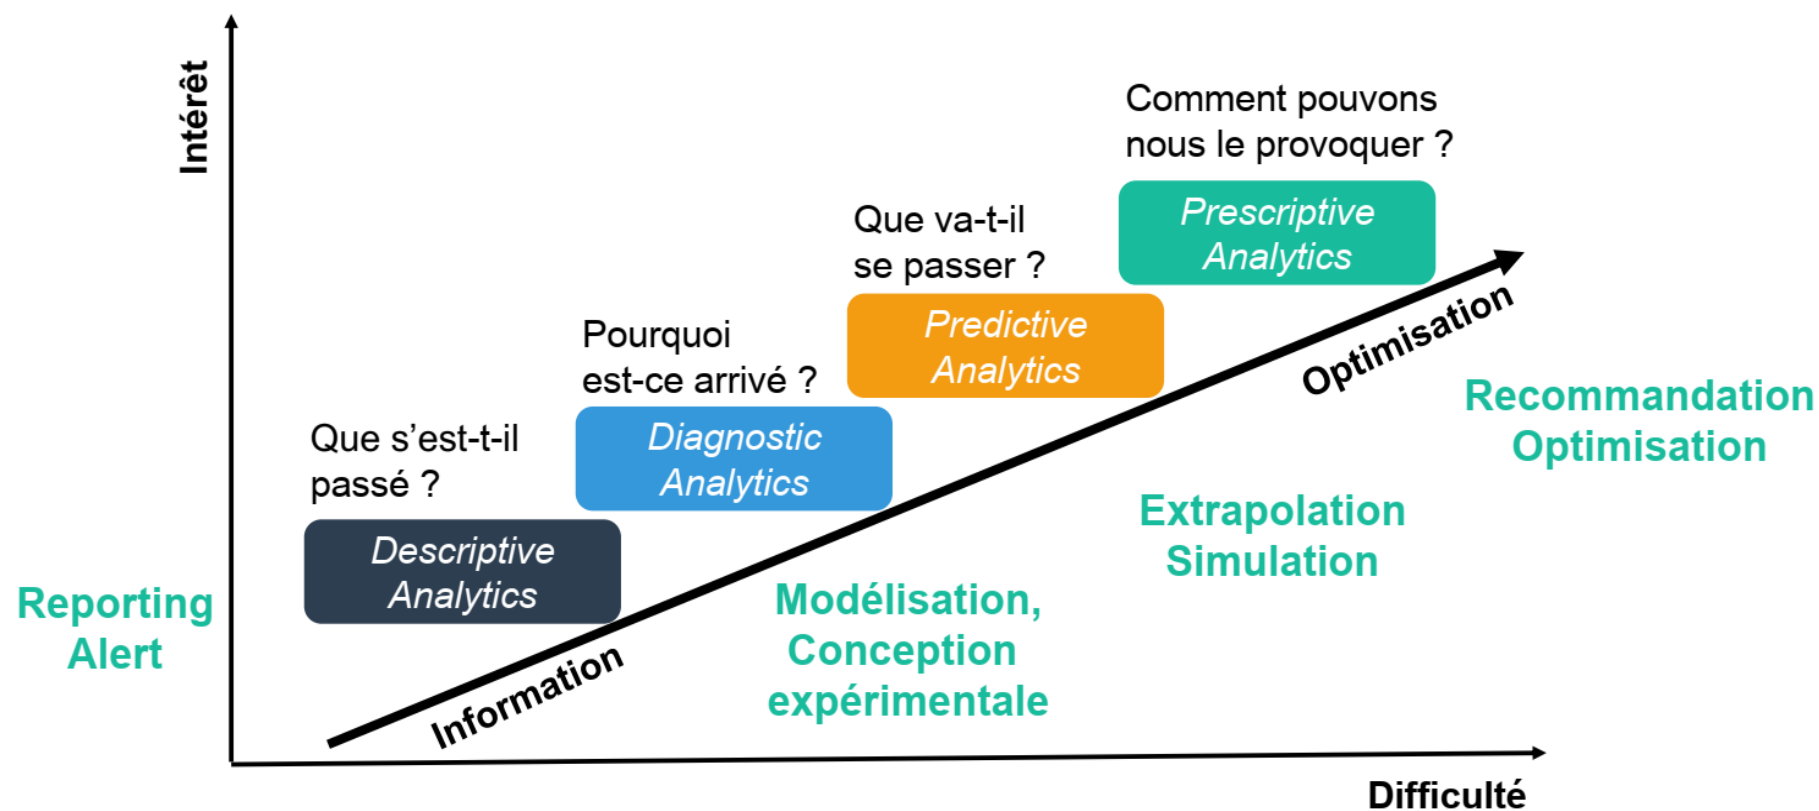 Intérêt
Comment pouvons
nous le provoquer ?
Prescriptive
Analytics
Que va-t-il
se passer ?
Predictive
Analytics
Pourquoi
est-ce arrivé ?
Diagnostic
Analytics
Que s’est-t-il
passé ?
Descriptive
Analytics
Reporting
Alert
Information
Optimisation
Modélisation,
Conception
expérimentale
Extrapolation
Simulation
Recommandation
Optimisation
Difficulté